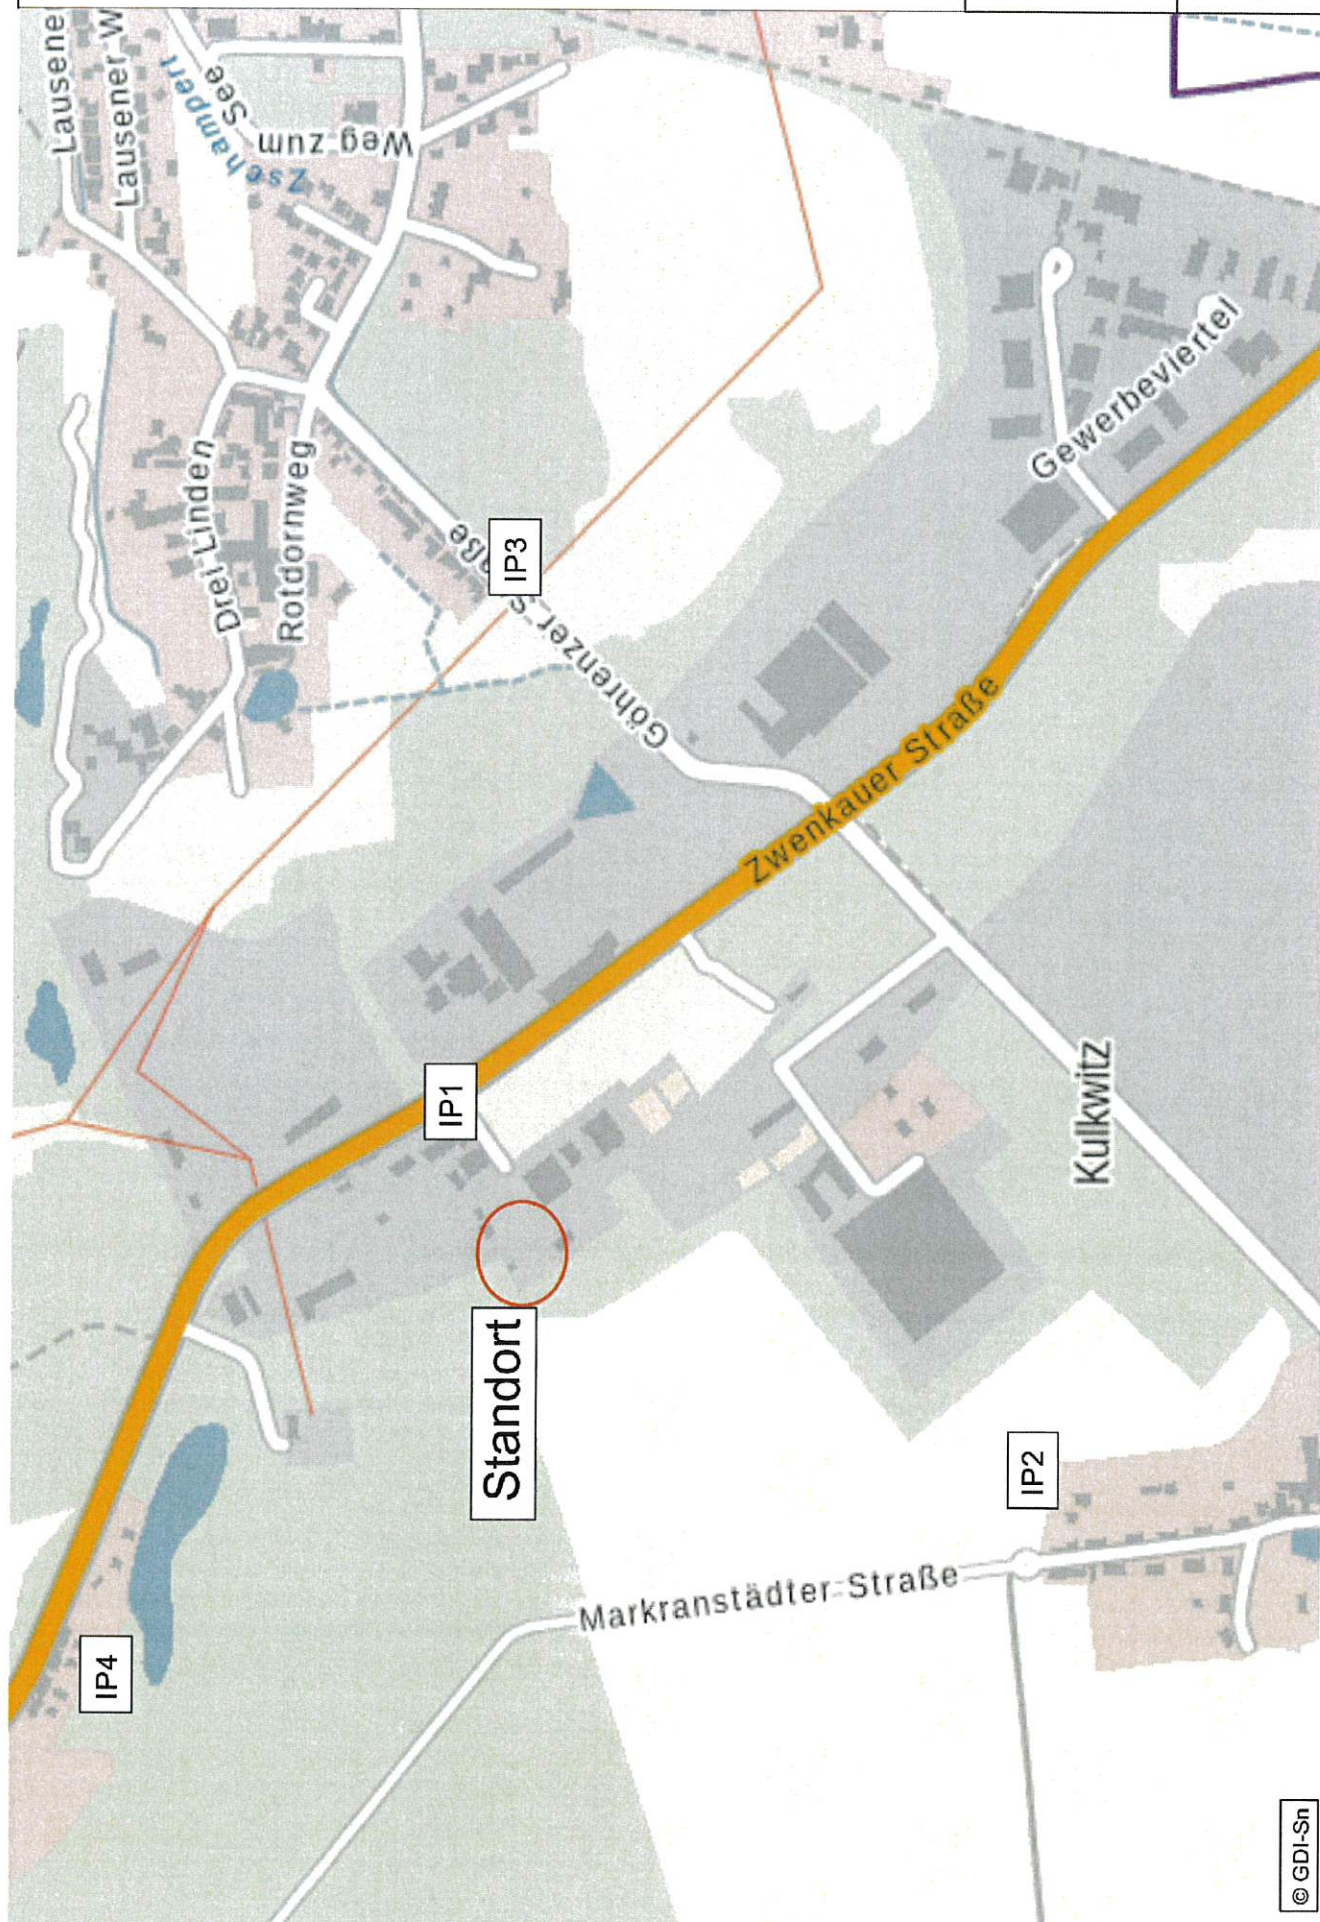 IP4
Standort
Markranstädter Straße
IP2
IP1
Kulkwitz
Zwenkauer Straße
Göhrenzer
IP3
Gewerbeviertel
Drei Linden
Rotdornweg
Weg zum See
Zschampert
Lausene
Lausener W
© GDI-Sn